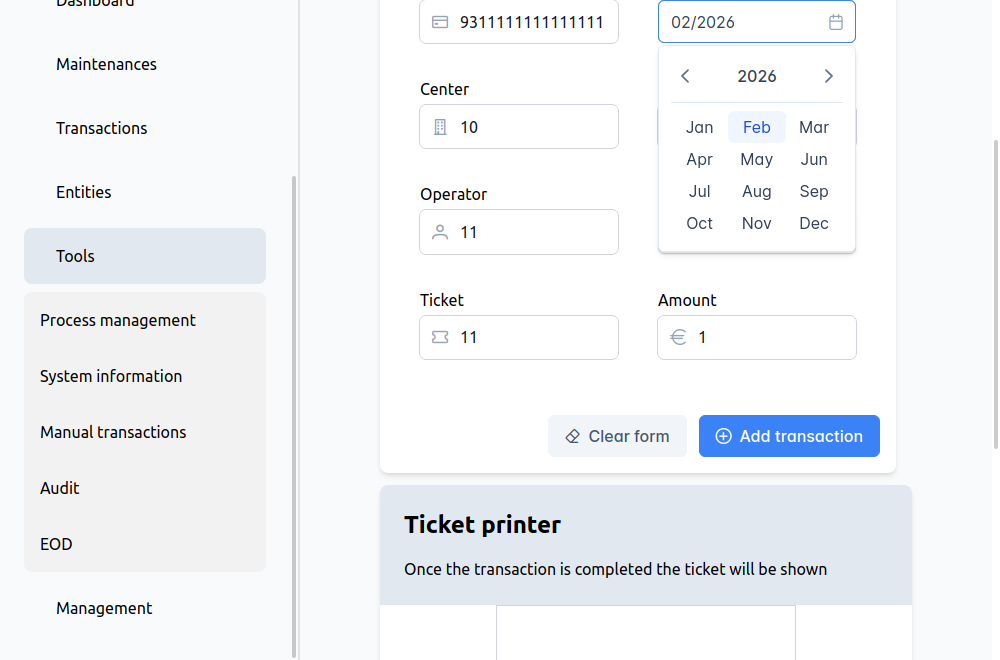 Dashboard
Maintenances
Transactions
Entities
Tools
Process management
System information
Manual transactions
Audit
EOD
Management
9311111111111111
02/2026
2026
Jan Feb Mar
Apr May Jun
Jul Aug Sep
Oct Nov Dec
Center
10
Operator
11
Ticket
11
Amount
1
Clear form
Add transaction
Ticket printer
Once the transaction is completed the ticket will be shown